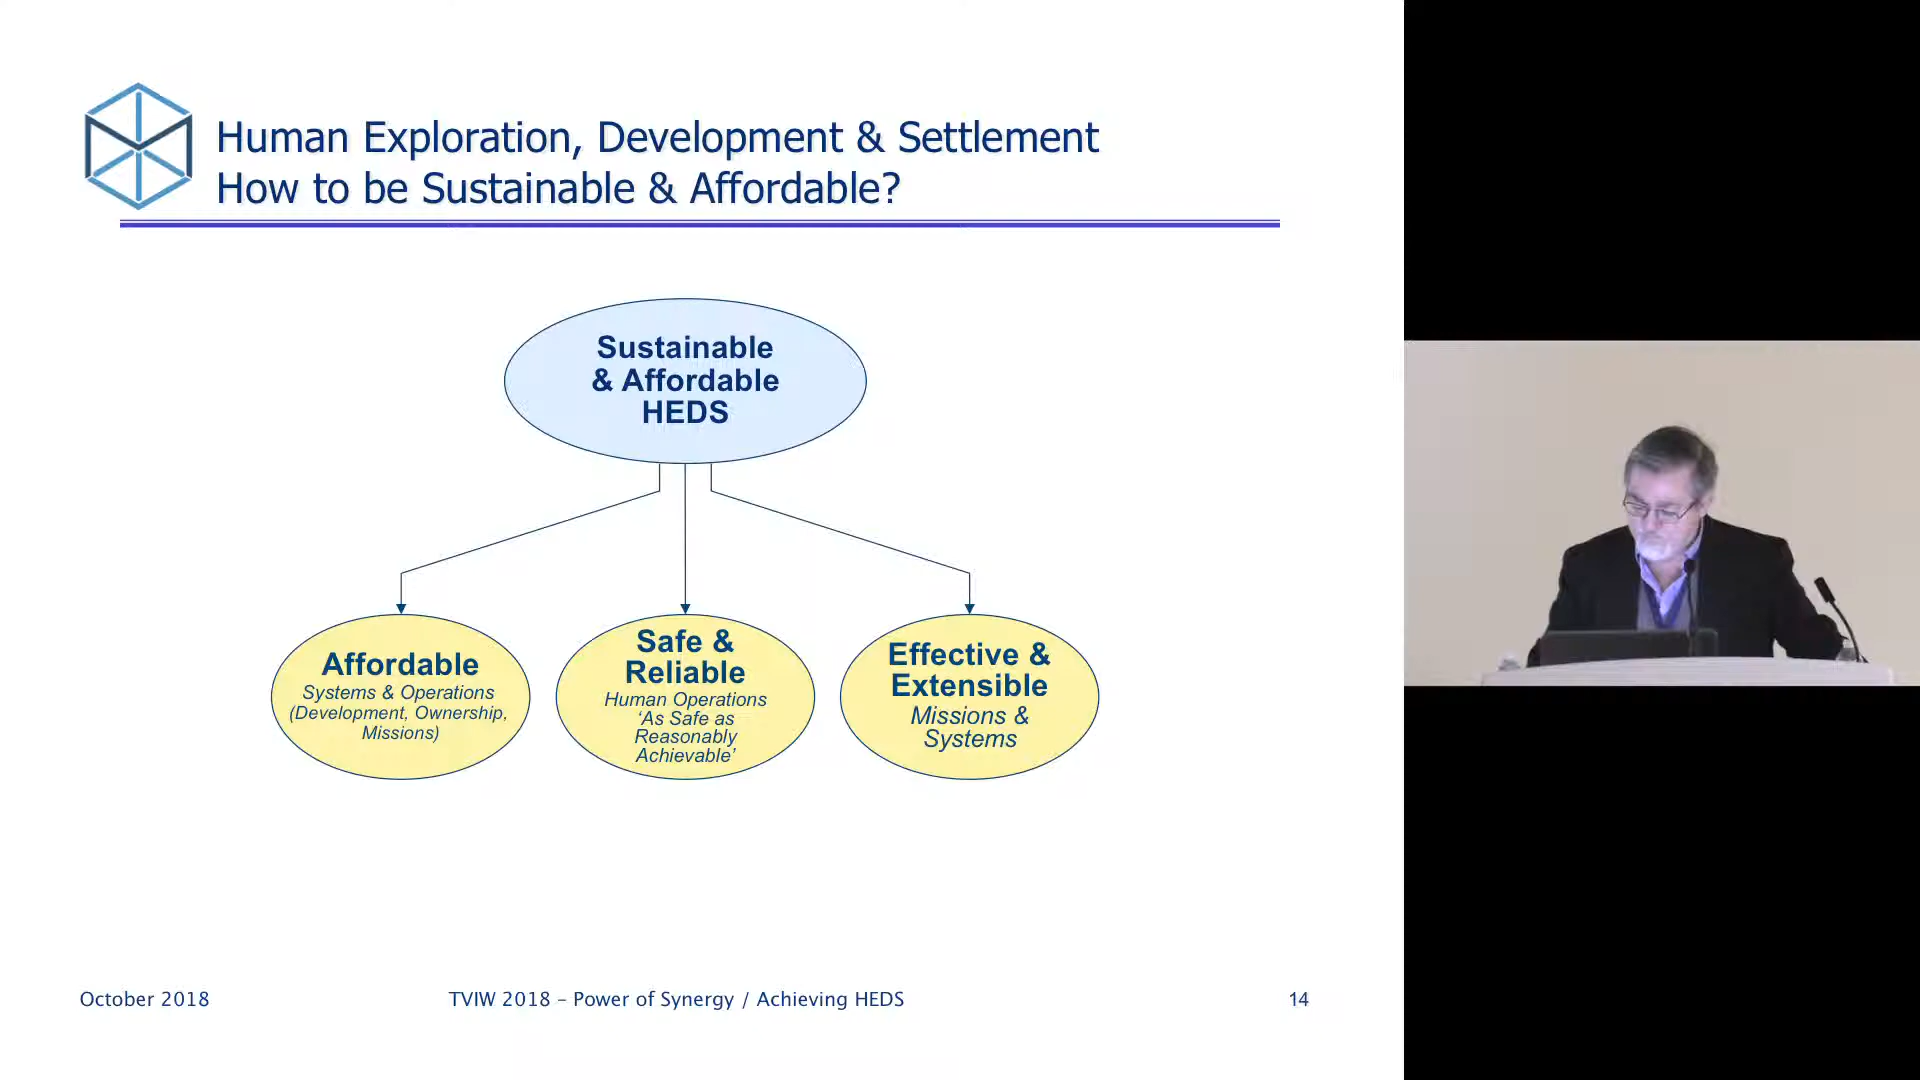 Human Exploration, Development & Settlement
How to be Sustainable & Affordable?
Sustainable
& Affordable
HEDS
Affordable
Systems & Operations
(Development, Ownership,
Missions)
Safe &
Reliable
Human Operations
‘As Safe as
Reasonably
Achievable’
Effective &
Extensible
Missions &
Systems
October 2018
TVIW 2018 – Power of Synergy / Achieving HEDS
14